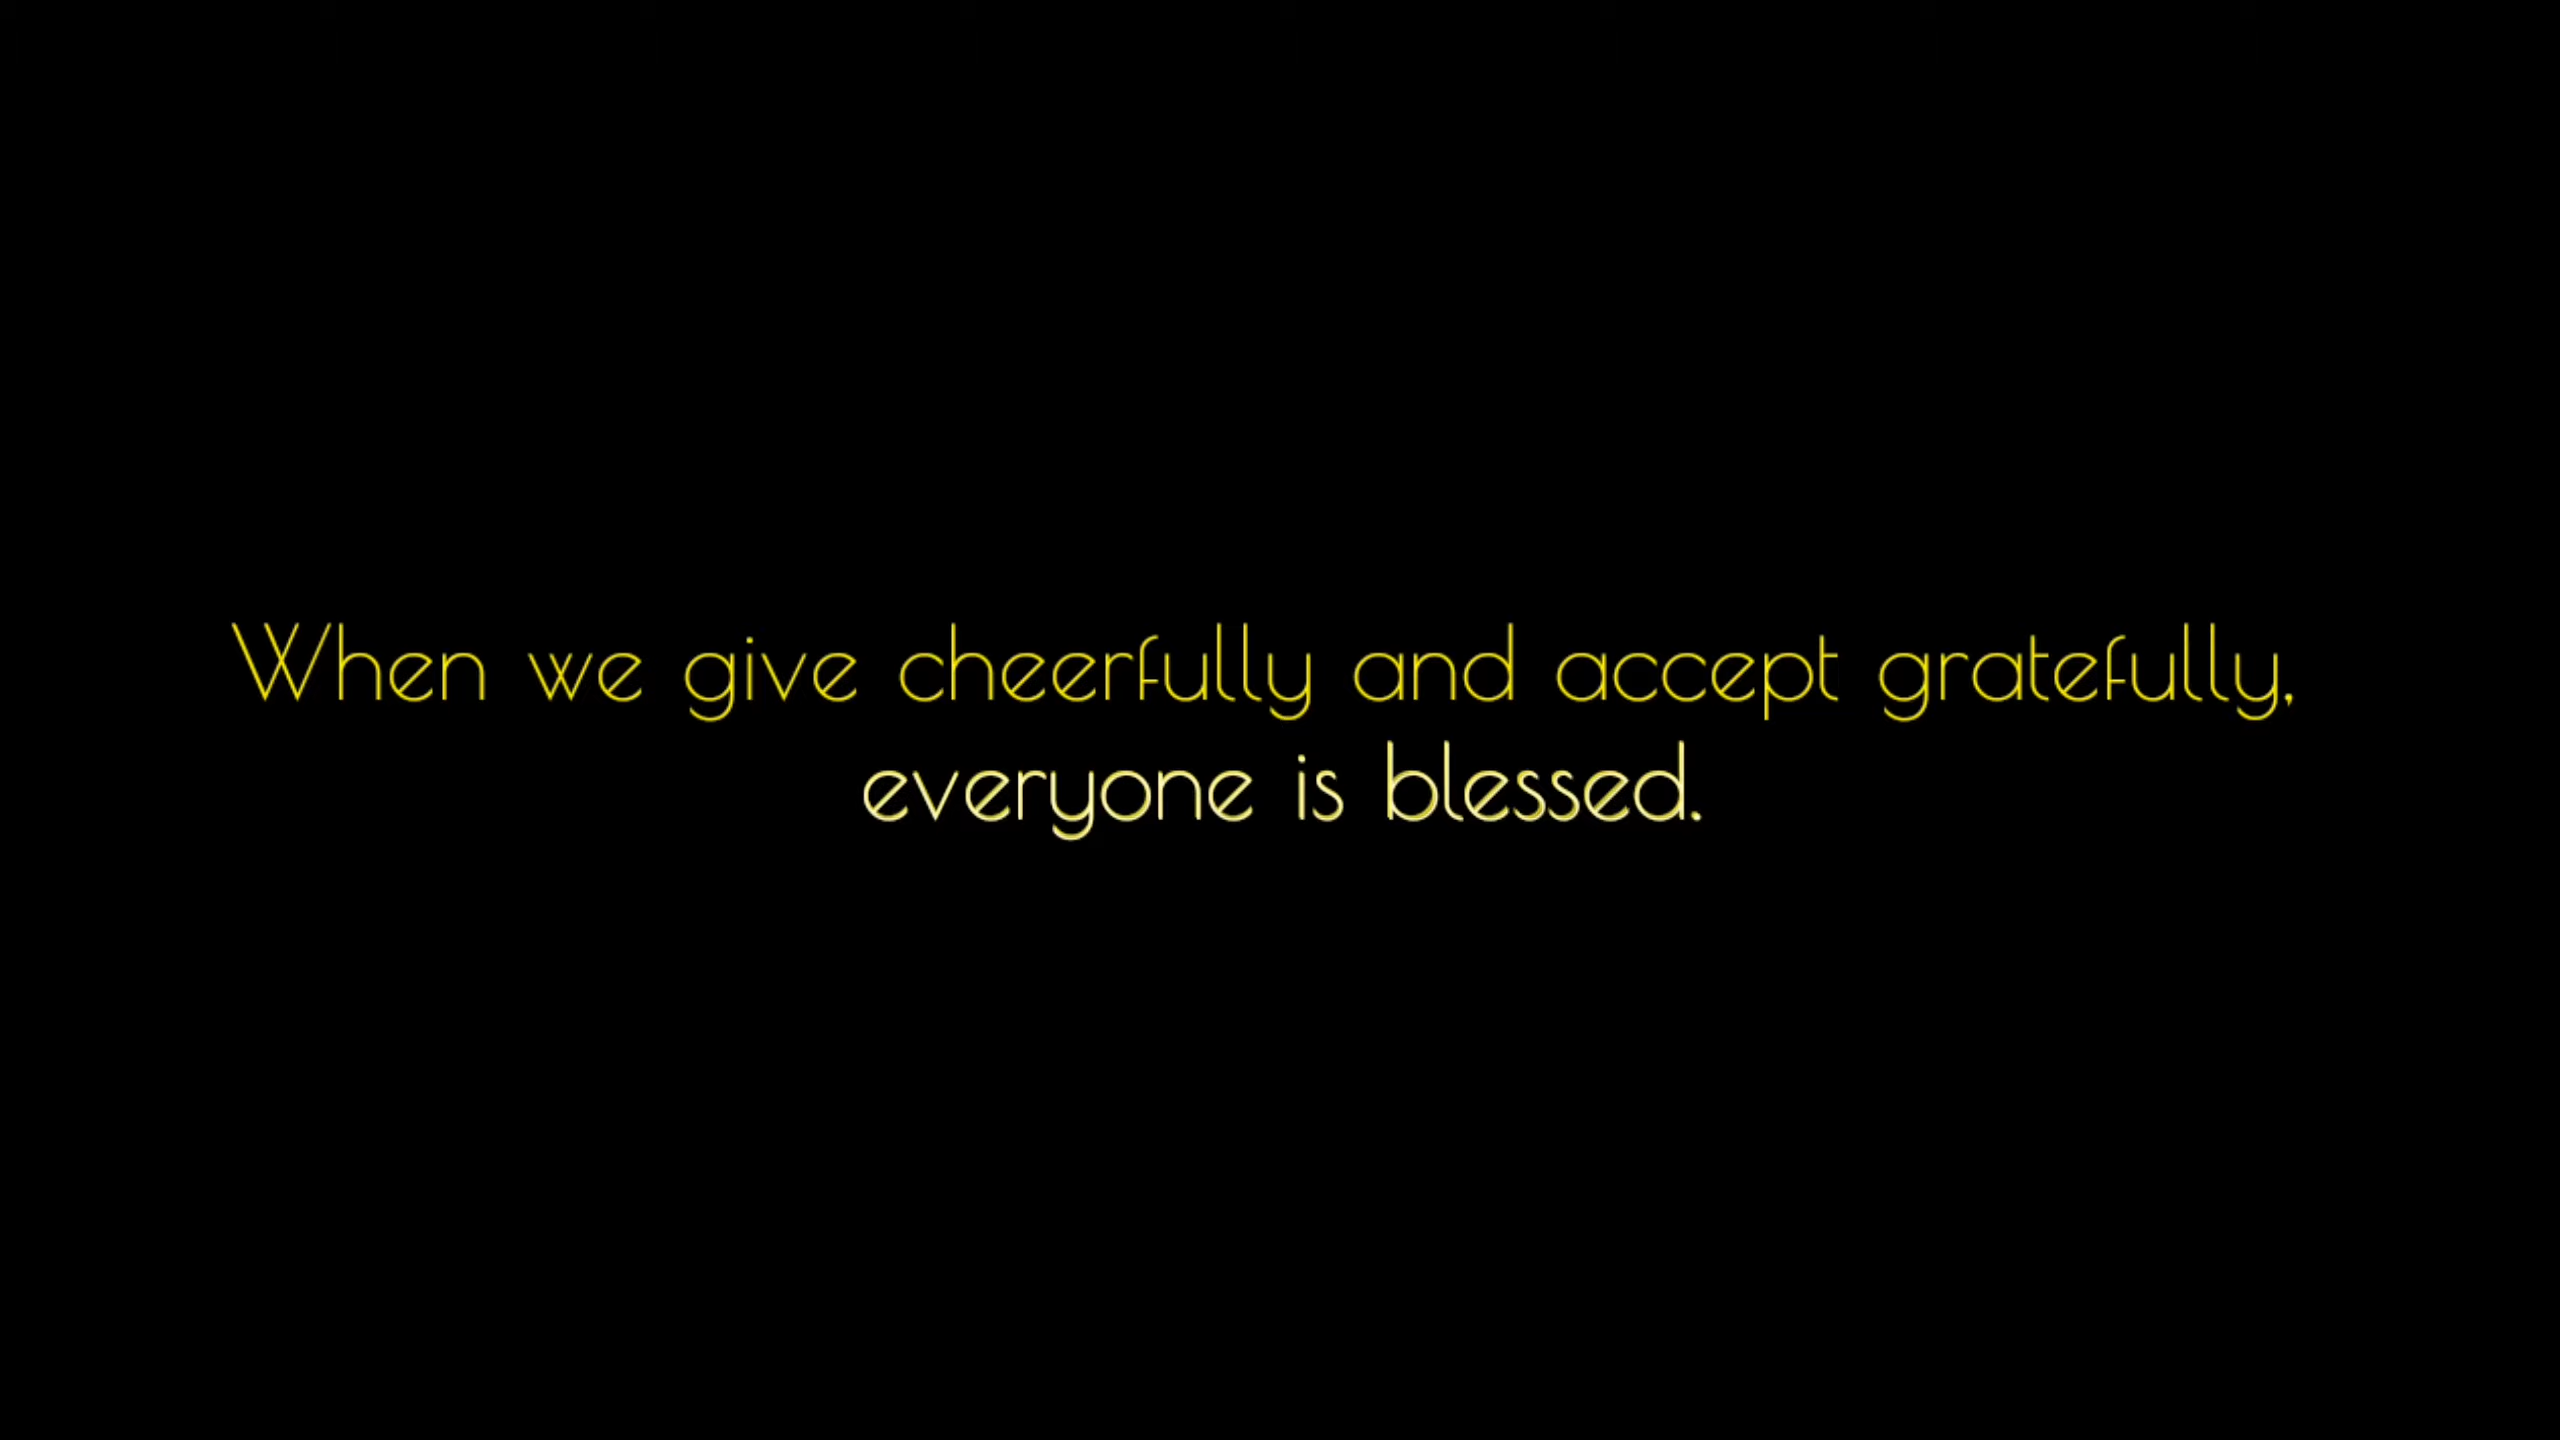 When we give cheerfully and accept gratefully,
everyone is blessed.